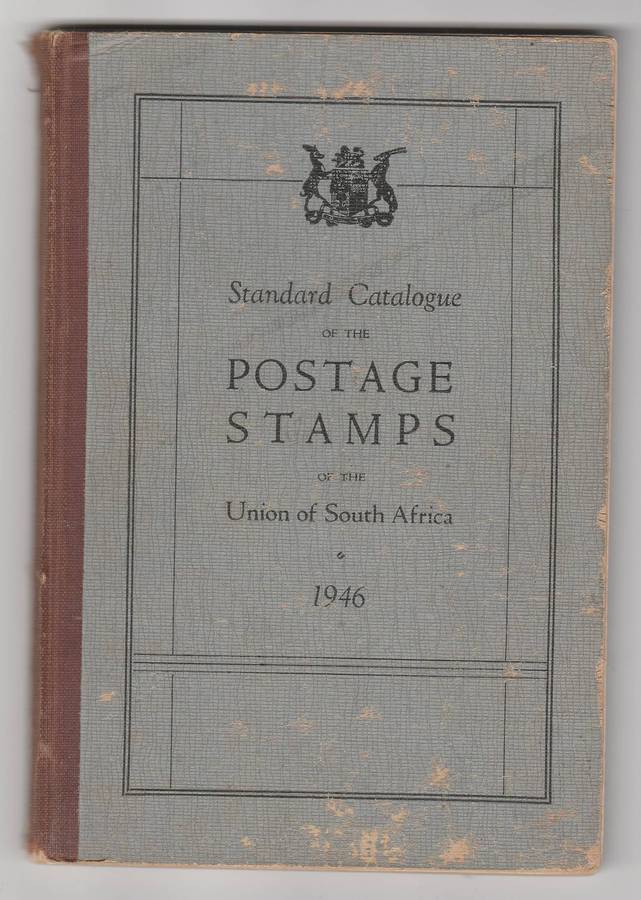 Standard Catalogue
OF THE
POSTAGE
STAMPS
OF THE
Union of South Africa
1946